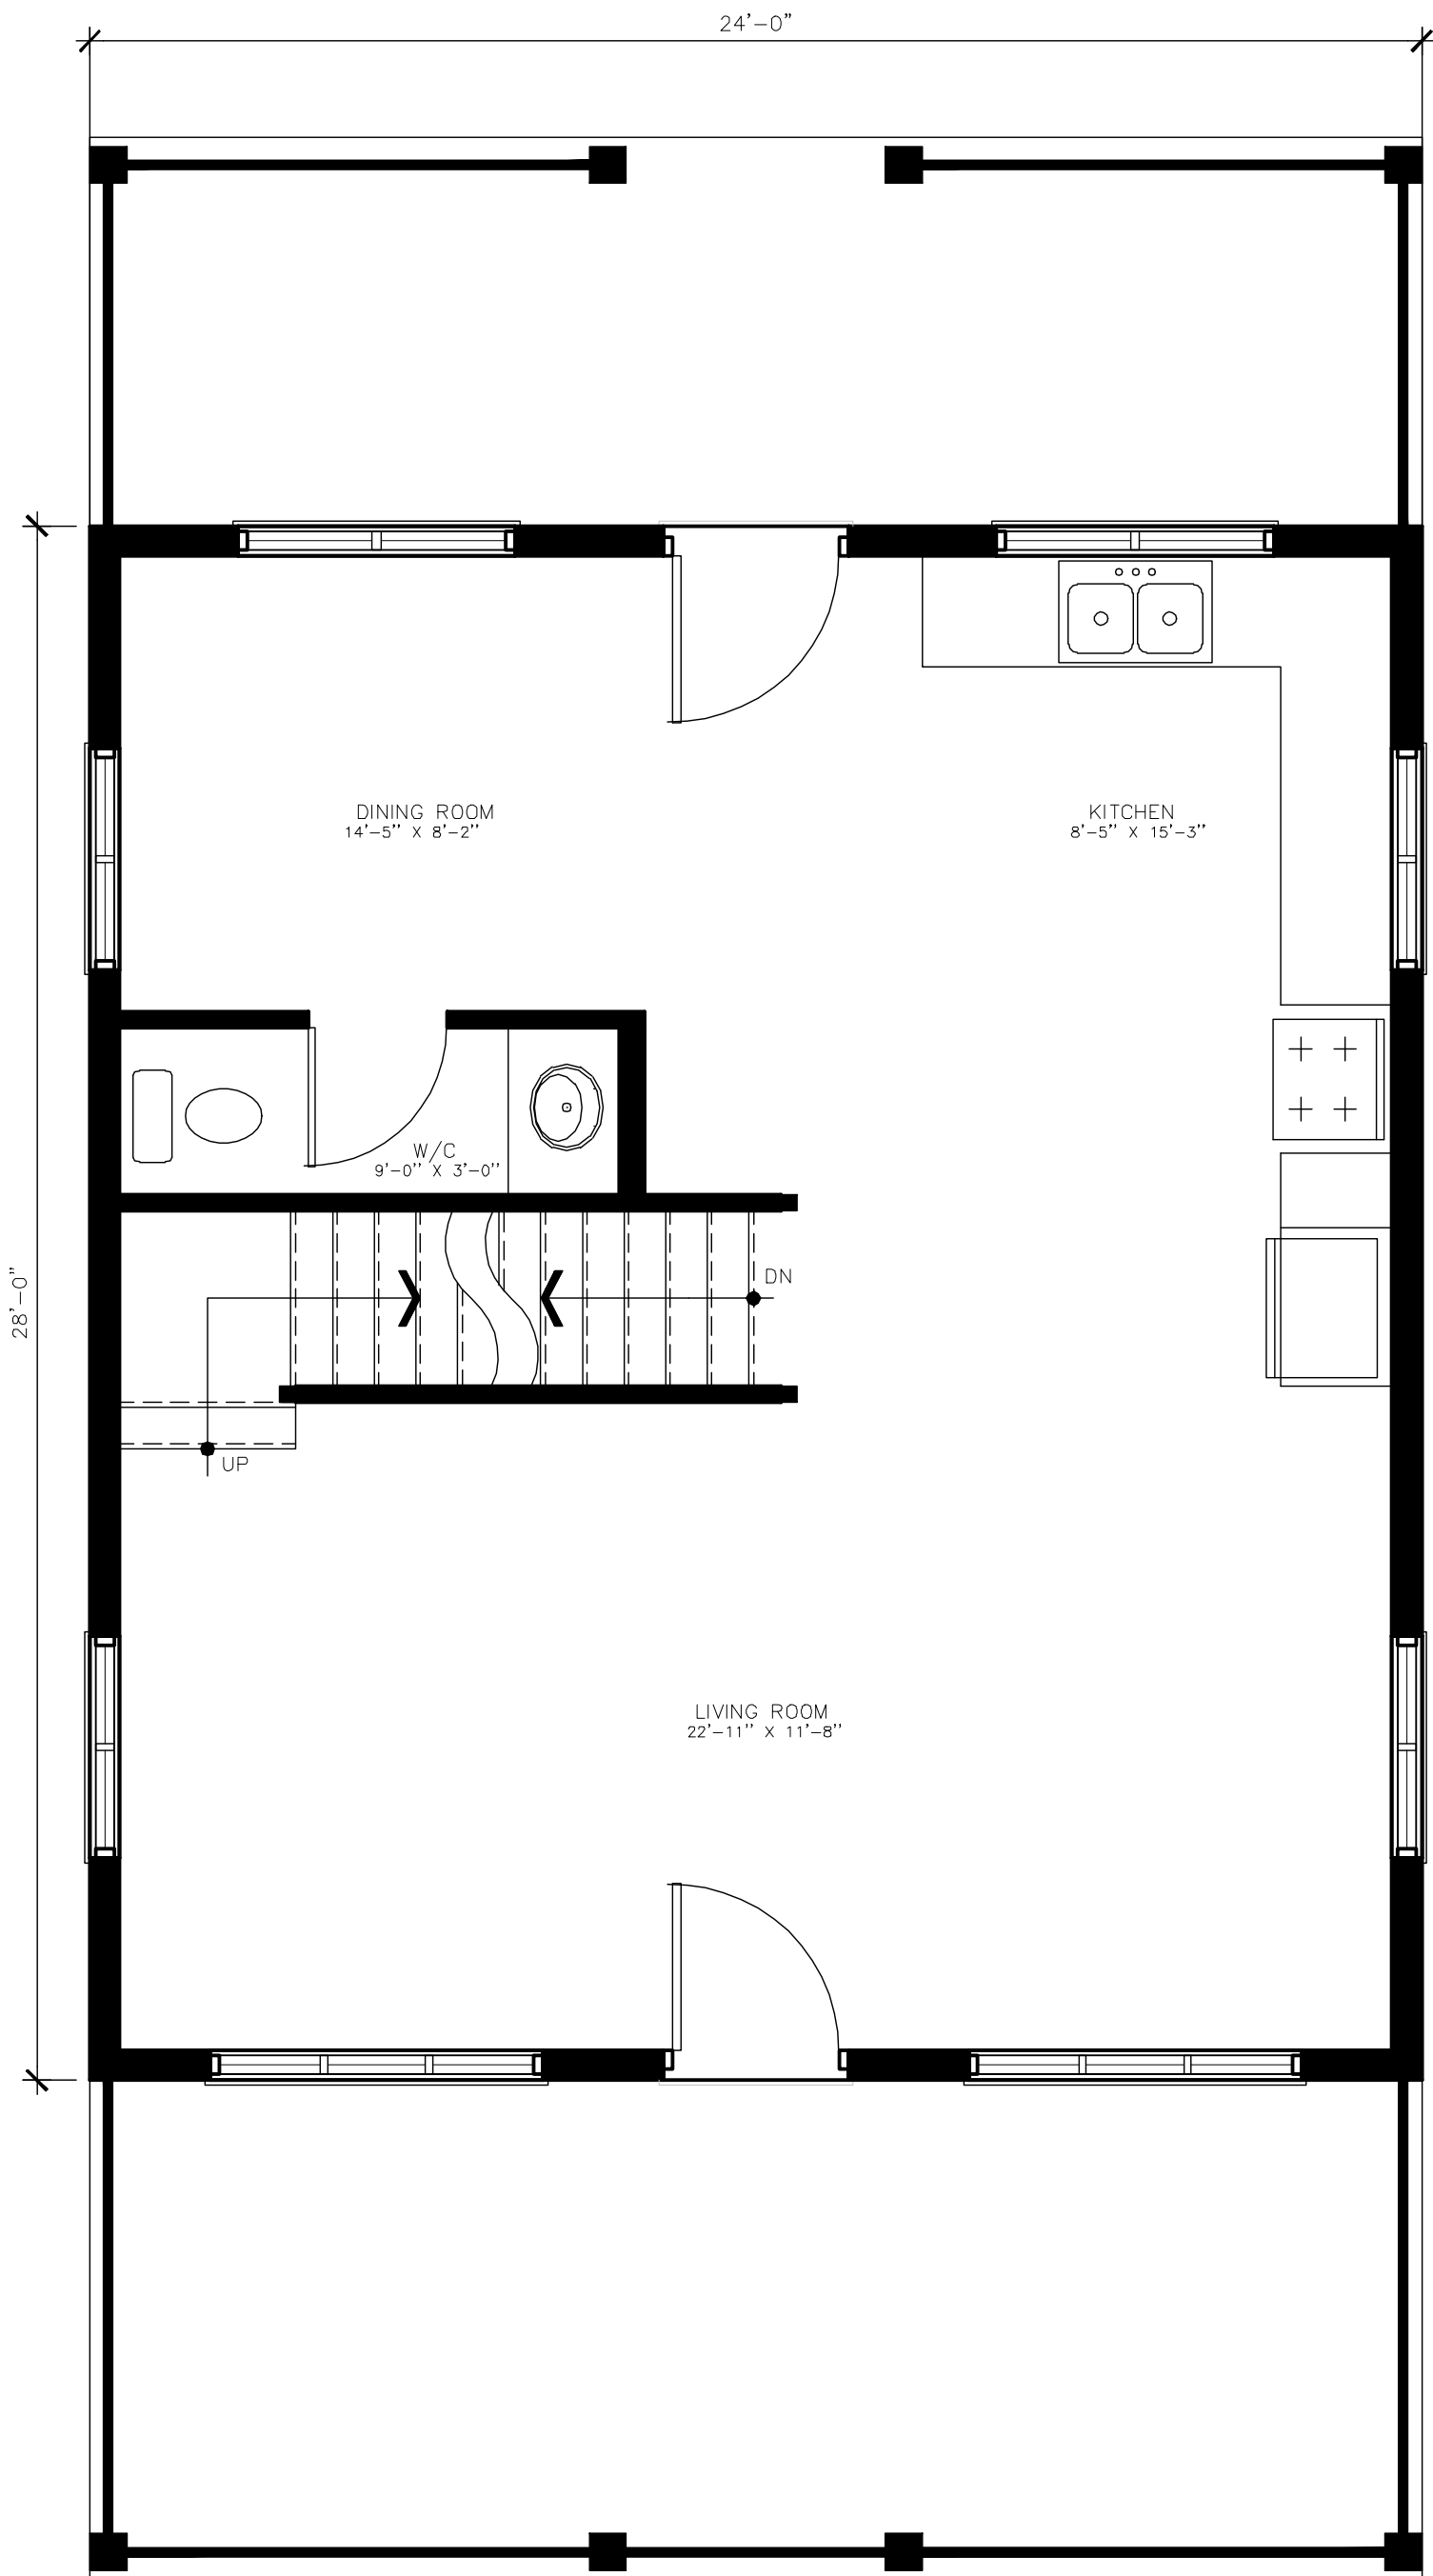 24'-0"
DINING ROOM
14'-5" X 8'-2"
KITCHEN
8'-5" X 15'-3"
W/C
9'-0" X 3'-0"
DN
28'-0"
UP
LIVING ROOM
22'-11" X 11'-8"